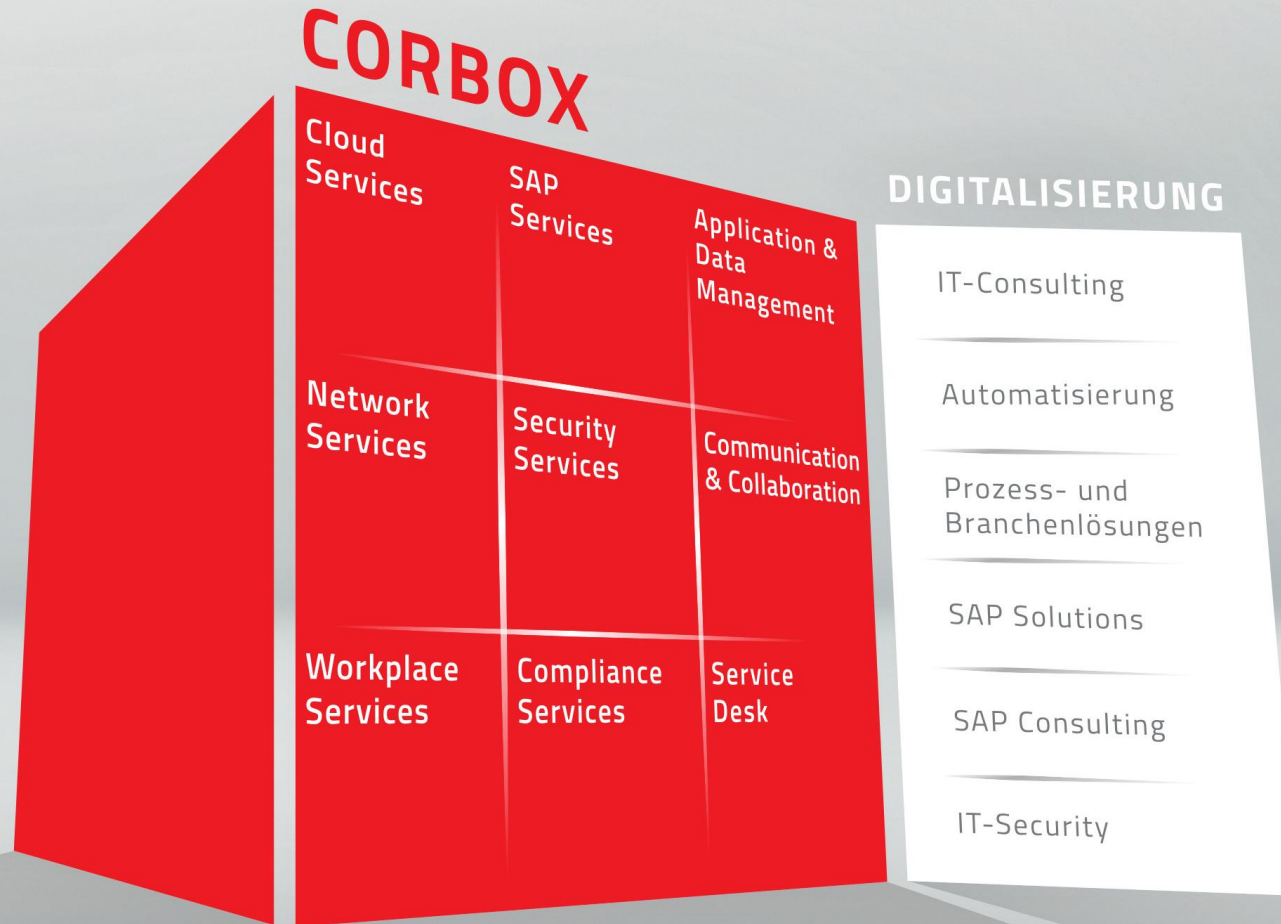 CORBOX
Cloud
Services
SAP
Services
Application &
Data
Management
Network
Services
Security
Services
Communication
& Collaboration
Workplace
Services
Compliance
Services
Service
Desk
DIGITALISIERUNG
IT-Consulting
Automatisierung
Prozess- und
Branchenlösungen
SAP Solutions
SAP Consulting
IT-Security